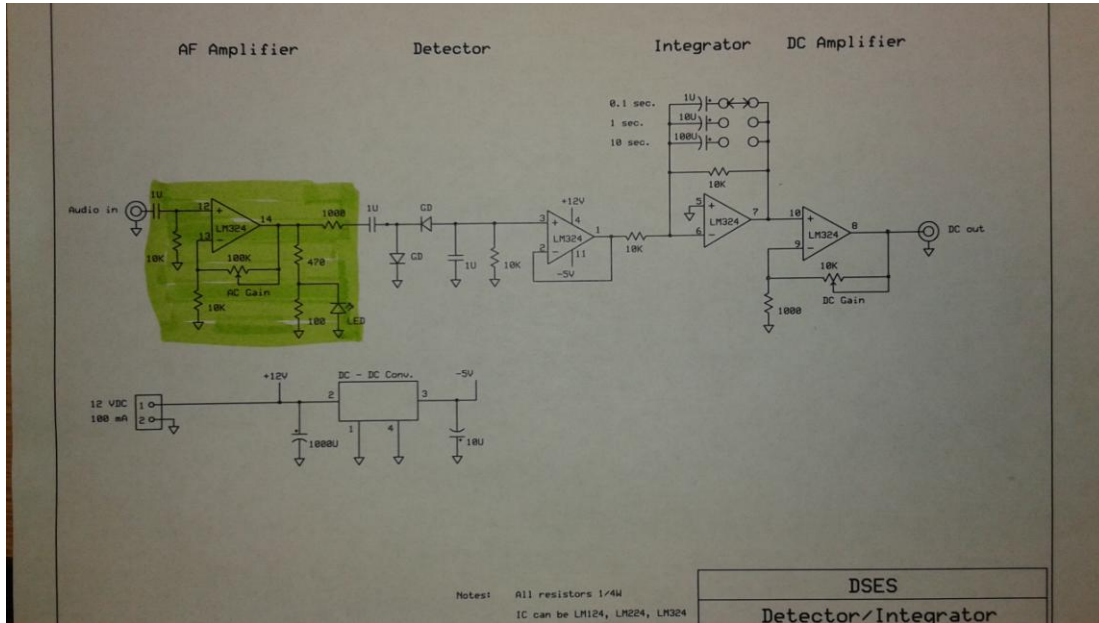 AF Amplifier
Detector
Integrator
DC Amplifier
0.1 sec.
1U
1 sec.
10U
10 sec.
100U
10K
Audio in
1U
12
LM324
14
13
10K
100K
AC Gain
10K
1000
470
100
LED
1U
GD
GD
1U
10K
+12V
3
4
LM324
1
2
11
-5V
10K
5
LM324
7
6
10
LM324
8
9
10K
DC Gain
1000
DC out
12 VDC
100 mA
1
2
+12V
DC - DC Conv.
2
3
1
4
1000U
-5V
10U
Notes:
All resistors 1/4W
IC can be LM124, LM224, LM324
DSES
Detector/Integrator